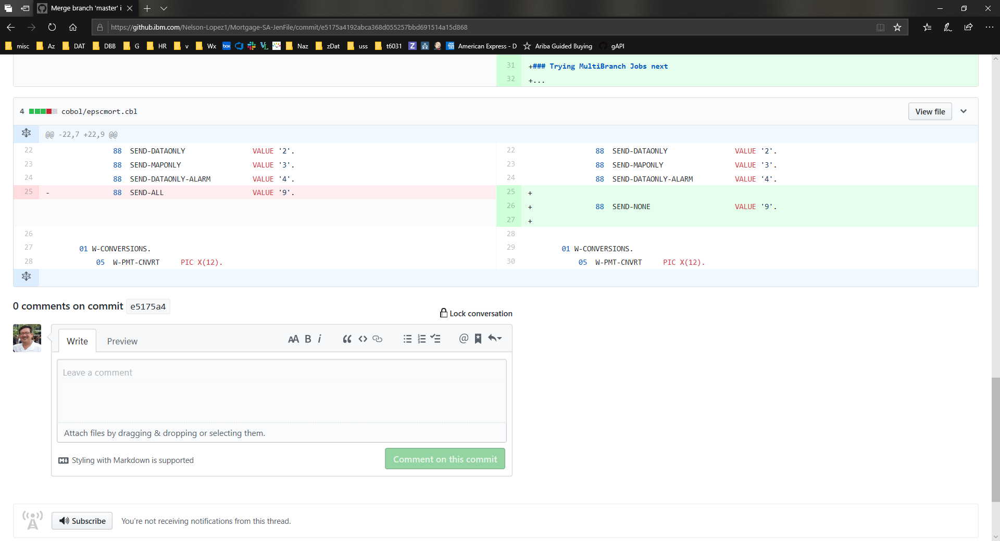 Merge branch 'master' i
https://github.ibm.com/Nelson-Lopez1/Mortgage-SA-JenFile/commit/e5175a4192abca368d055257bbd691514a15d868
misc Az DAT DBB G HR v Wx box Naz zDat uss t6031 Z American Express - D Ariba Guided Buying gAPI
31 +### Trying MultiBranch Jobs next
32 +...
4 cobol/epscmort.cbl View file
@@ -22,7 +22,9 @@
22 88 SEND-DATAONLY VALUE '2'. 22 88 SEND-DATAONLY VALUE '2'.
23 88 SEND-MAPONLY VALUE '3'. 23 88 SEND-MAPONLY VALUE '3'.
24 88 SEND-DATAONLY-ALARM VALUE '4'. 24 88 SEND-DATAONLY-ALARM VALUE '4'.
25 - 88 SEND-ALL VALUE '9'. 25 +
26 + 88 SEND-NONE VALUE '9'.
27 +
26 28
27 01 W-CONVERSIONS. 29 01 W-CONVERSIONS.
28 05 W-PMT-CNVRT PIC X(12). 30 05 W-PMT-CNVRT PIC X(12).
0 comments on commit e5175a4
Lock conversation
Write Preview AA B i
Leave a comment
Attach files by dragging & dropping or selecting them.
Styling with Markdown is supported Comment on this commit
Subscribe You're not receiving notifications from this thread.